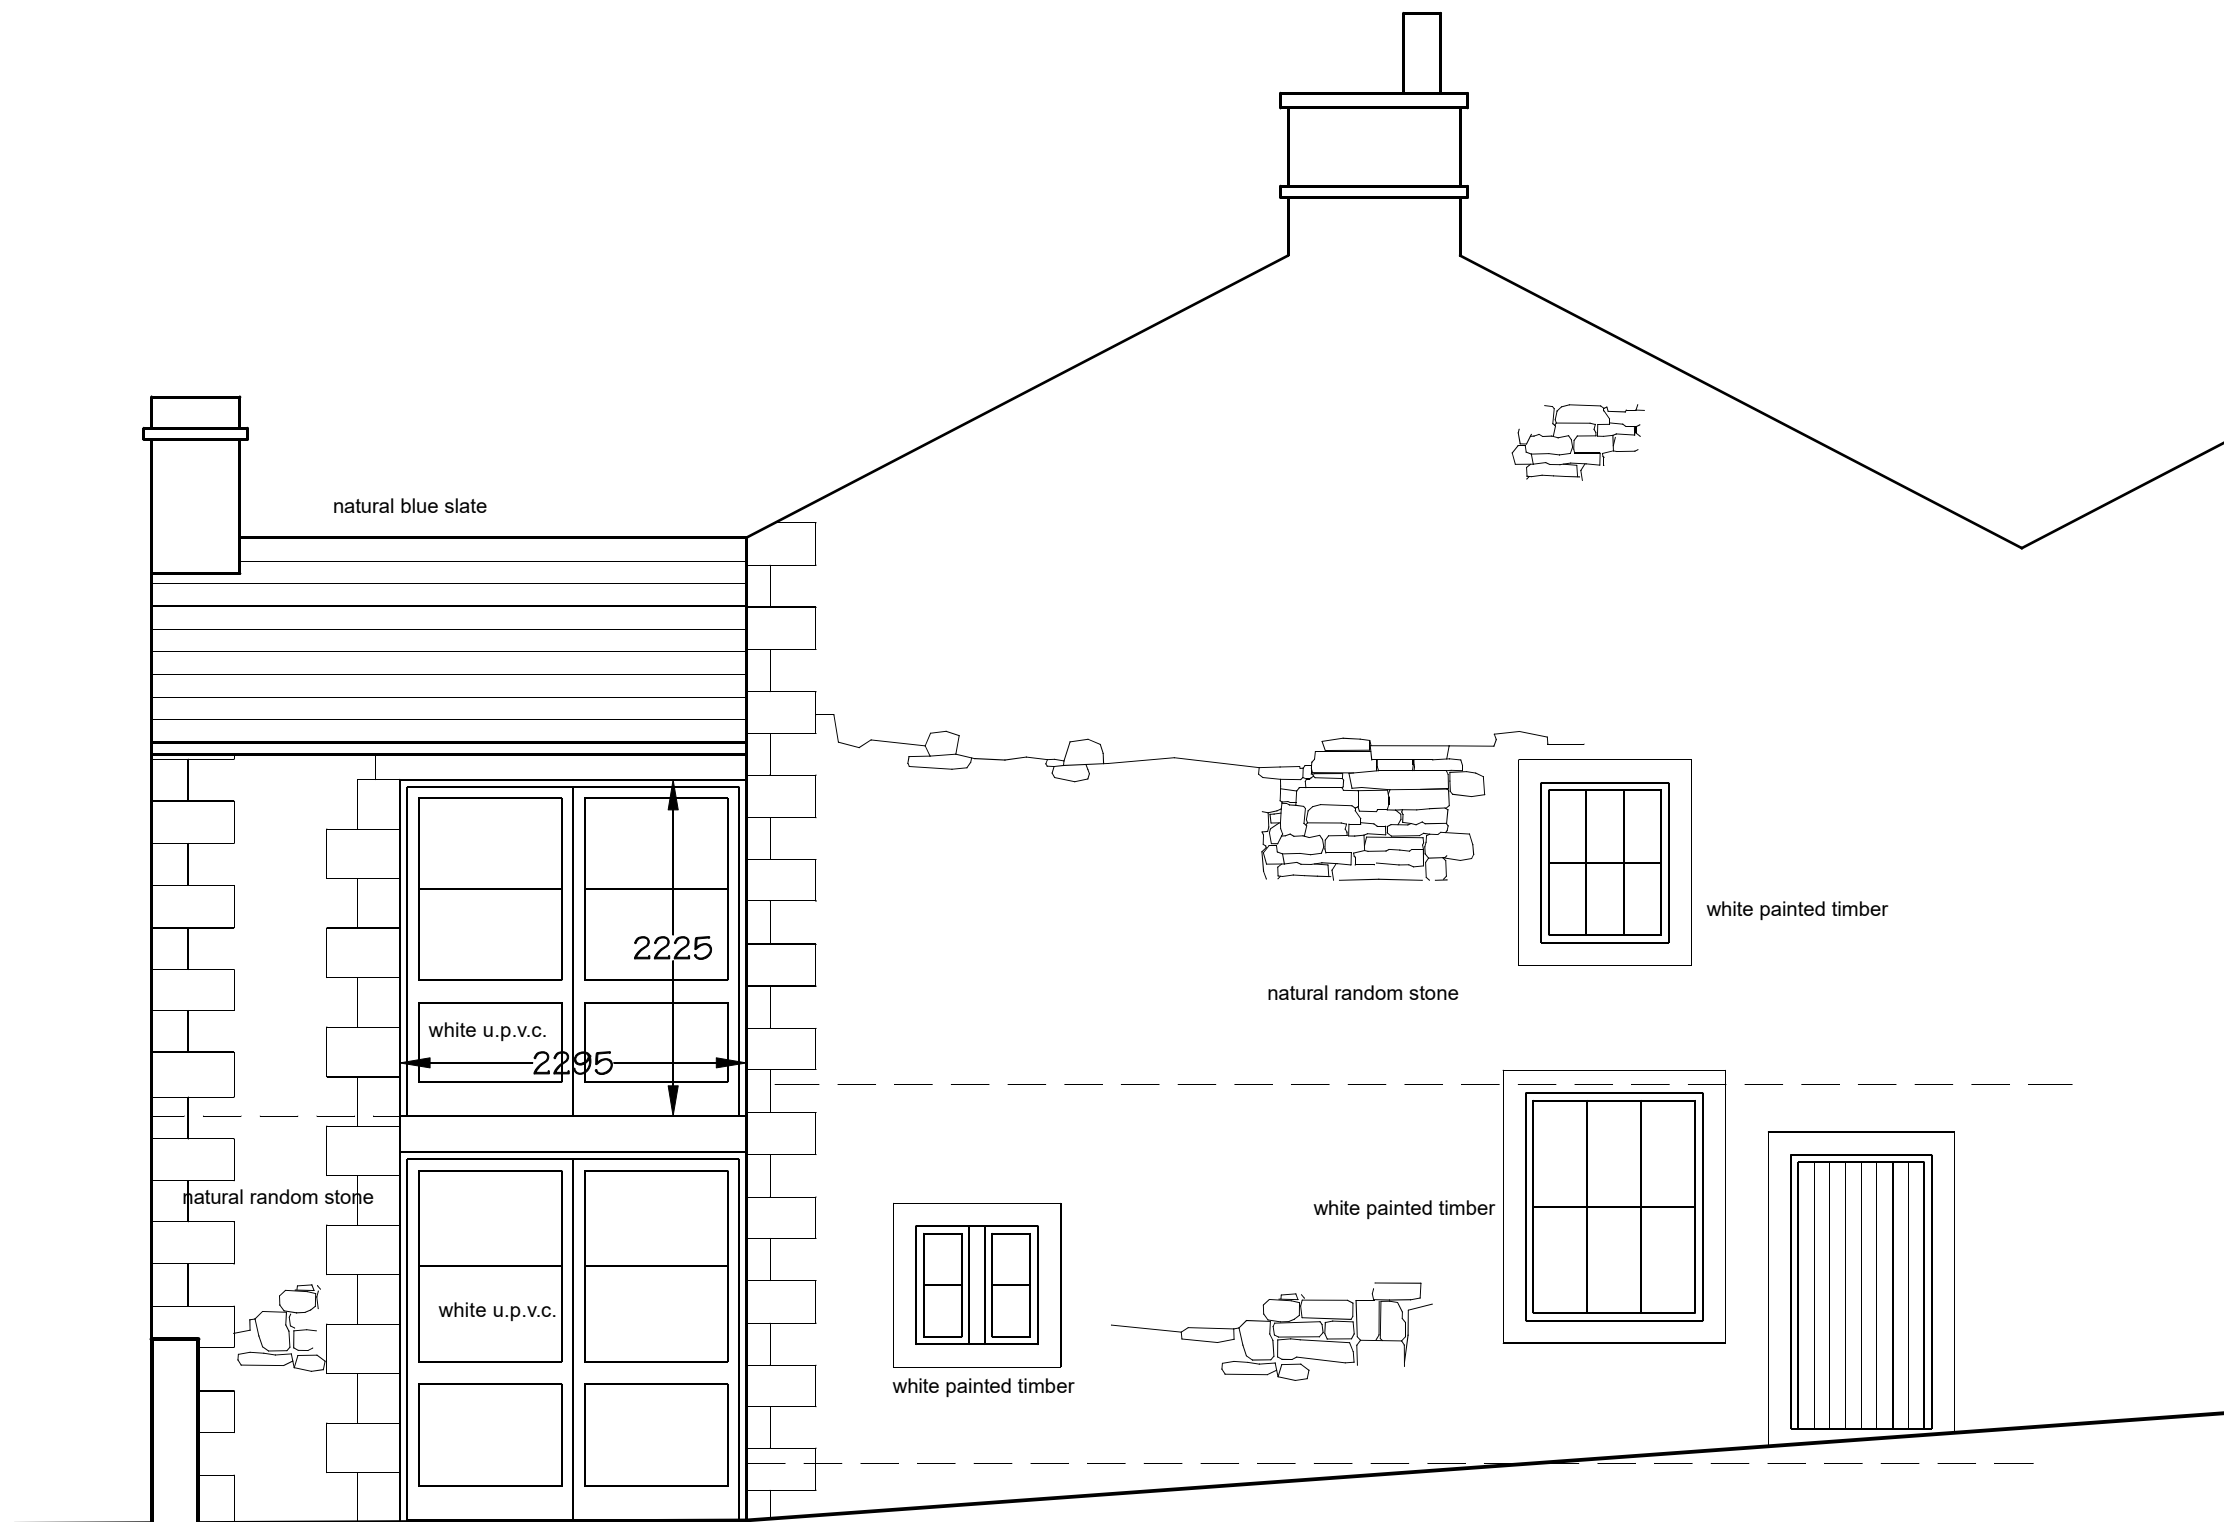 natural blue slate
white painted timber
2225
natural random stone
white u.p.v.c.
2295
natural random stone
white painted timber
white u.p.v.c.
white painted timber